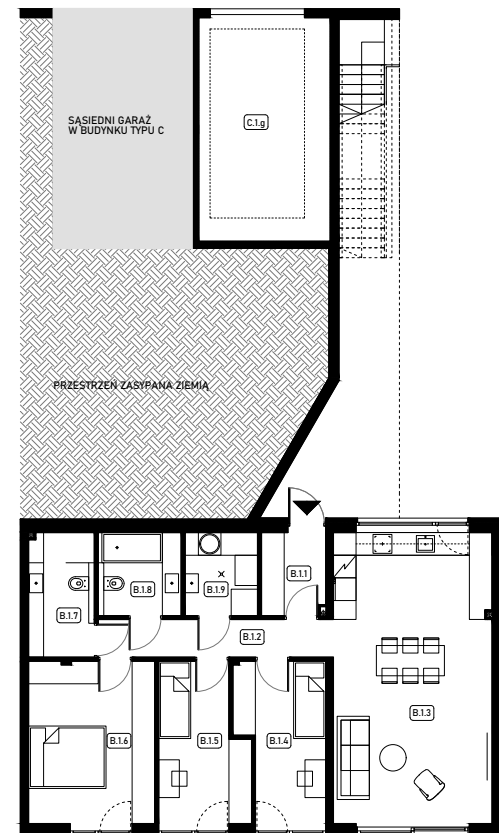 SĄSIEDNI GARAŻ
W BUDYNKU TYPU C
C.1.g
PRZESTRZEŃ ZASYPANA ZIEMIĄ
B.1.1
B.1.8
B.1.9
B.1.7
B.1.2
B.1.3
B.1.6
B.1.5
B.1.4